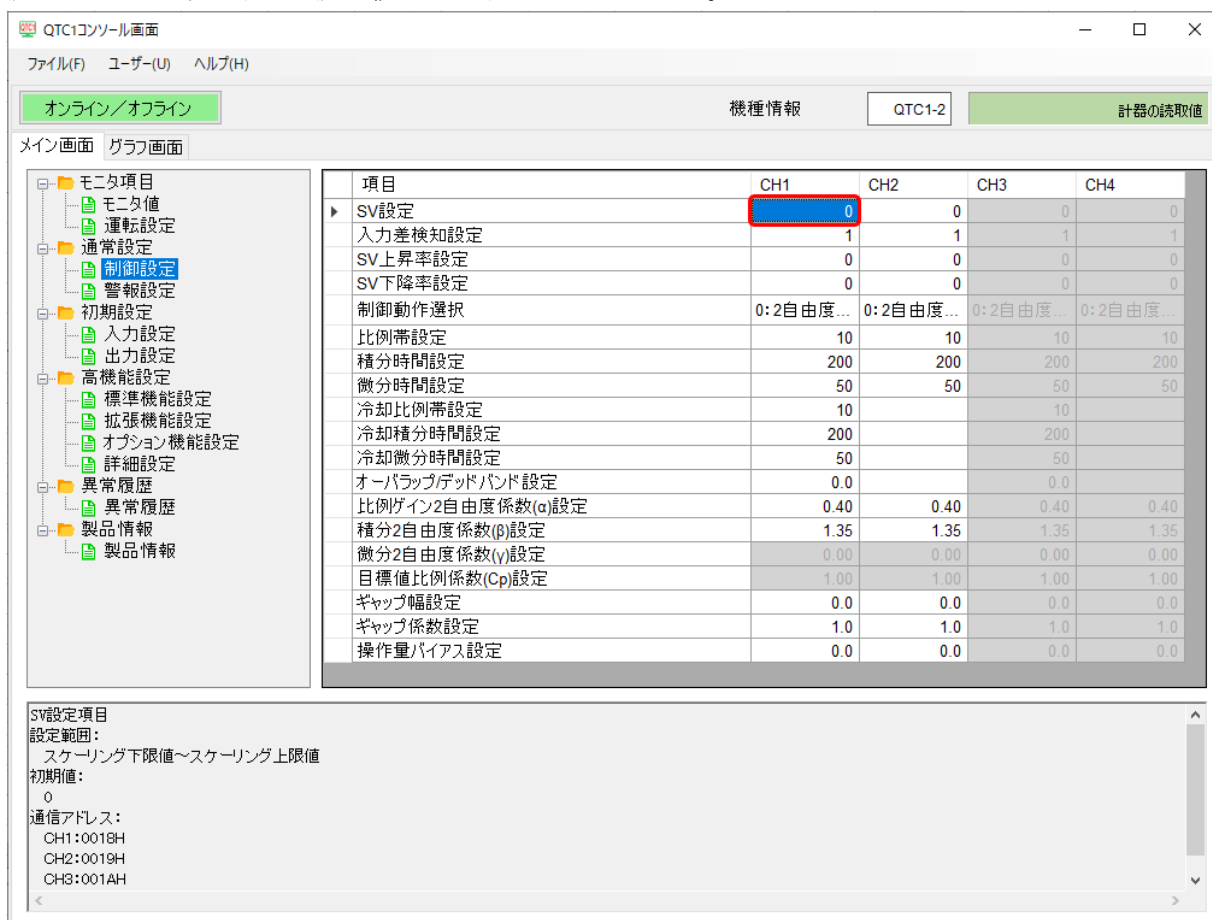 QTC1コンソール画面
ファイル(F) ユーザー(U) ヘルプ(H)
オンライン／オフライン 機種情報 QTC1-2 計器の読取値
メイン画面 グラフ画面
モニタ項目
モニタ値
運転設定
通常設定
制御設定
警報設定
初期設定
入力設定
出力設定
高機能設定
標準機能設定
拡張機能設定
オプション機能設定
詳細設定
異常履歴
異常履歴
製品情報
製品情報
項目 CH1 CH2 CH3 CH4
SV設定 0 0 0 0
入力差検知設定 1 1 1 1
SV上昇率設定 0 0 0 0
SV下降率設定 0 0 0 0
制御動作選択 0:2自由度... 0:2自由度... 0:2自由度... 0:2自由度...
比例帯設定 10 10 10 10
積分時間設定 200 200 200 200
微分時間設定 50 50 50 50
冷却比例帯設定 10 10
冷却積分時間設定 200 200
冷却微分時間設定 50 50
オーバラップ/デッドバンド設定 0.0 0.0
比例ゲイン2自由度係数(α)設定 0.40 0.40 0.40 0.40
積分2自由度係数(β)設定 1.35 1.35 1.35 1.35
微分2自由度係数(γ)設定 0.00 0.00 0.00 0.00
目標値比例係数(Cp)設定 1.00 1.00 1.00 1.00
ギャップ幅設定 0.0 0.0 0.0 0.0
ギャップ係数設定 1.0 1.0 1.0 1.0
操作量バイアス設定 0.0 0.0 0.0 0.0
SV設定項目
設定範囲:
スケーリング下限値～スケーリング上限値
初期値:
0
通信アドレス:
CH1:0018H
CH2:0019H
CH3:001AH